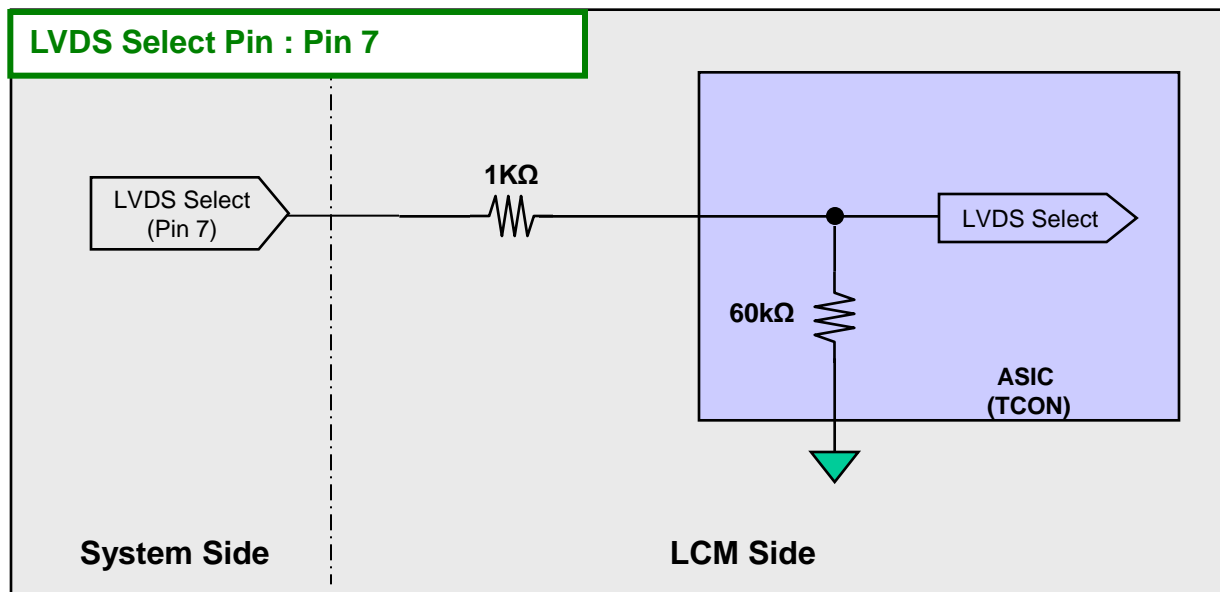 LVDS Select Pin : Pin 7
1KΩ
LVDS Select
(Pin 7)
LVDS Select
60kΩ
ASIC
(TCON)
System Side
LCM Side